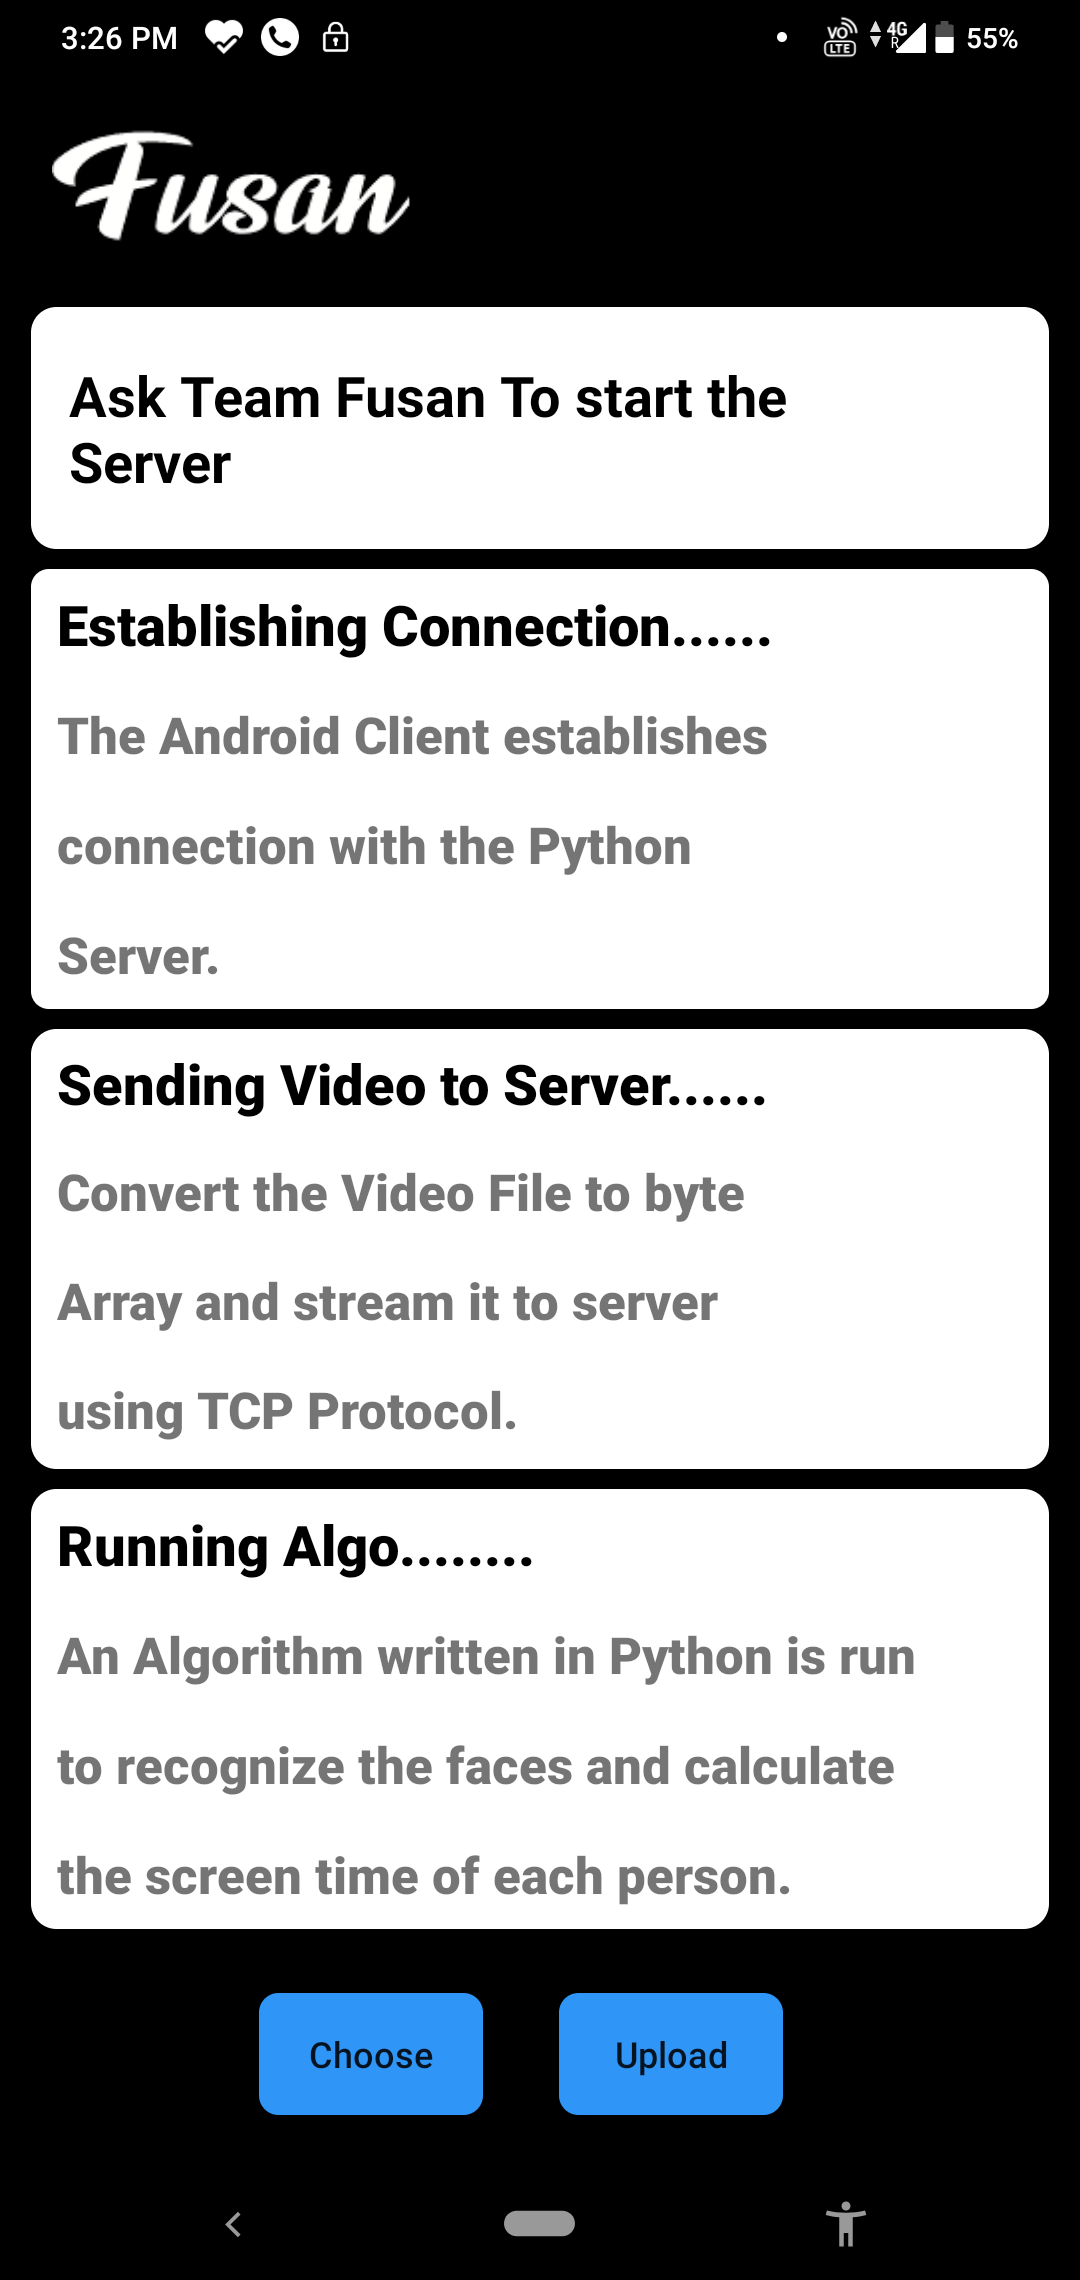 3:26 PM VO LTE 4G R 55%
Fusan
Ask Team Fusan To start the
Server
Establishing Connection......
The Android Client establishes
connection with the Python
Server.
Sending Video to Server......
Convert the Video File to byte
Array and stream it to server
using TCP Protocol.
Running Algo........
An Algorithm written in Python is run
to recognize the faces and calculate
the screen time of each person.
Choose Upload